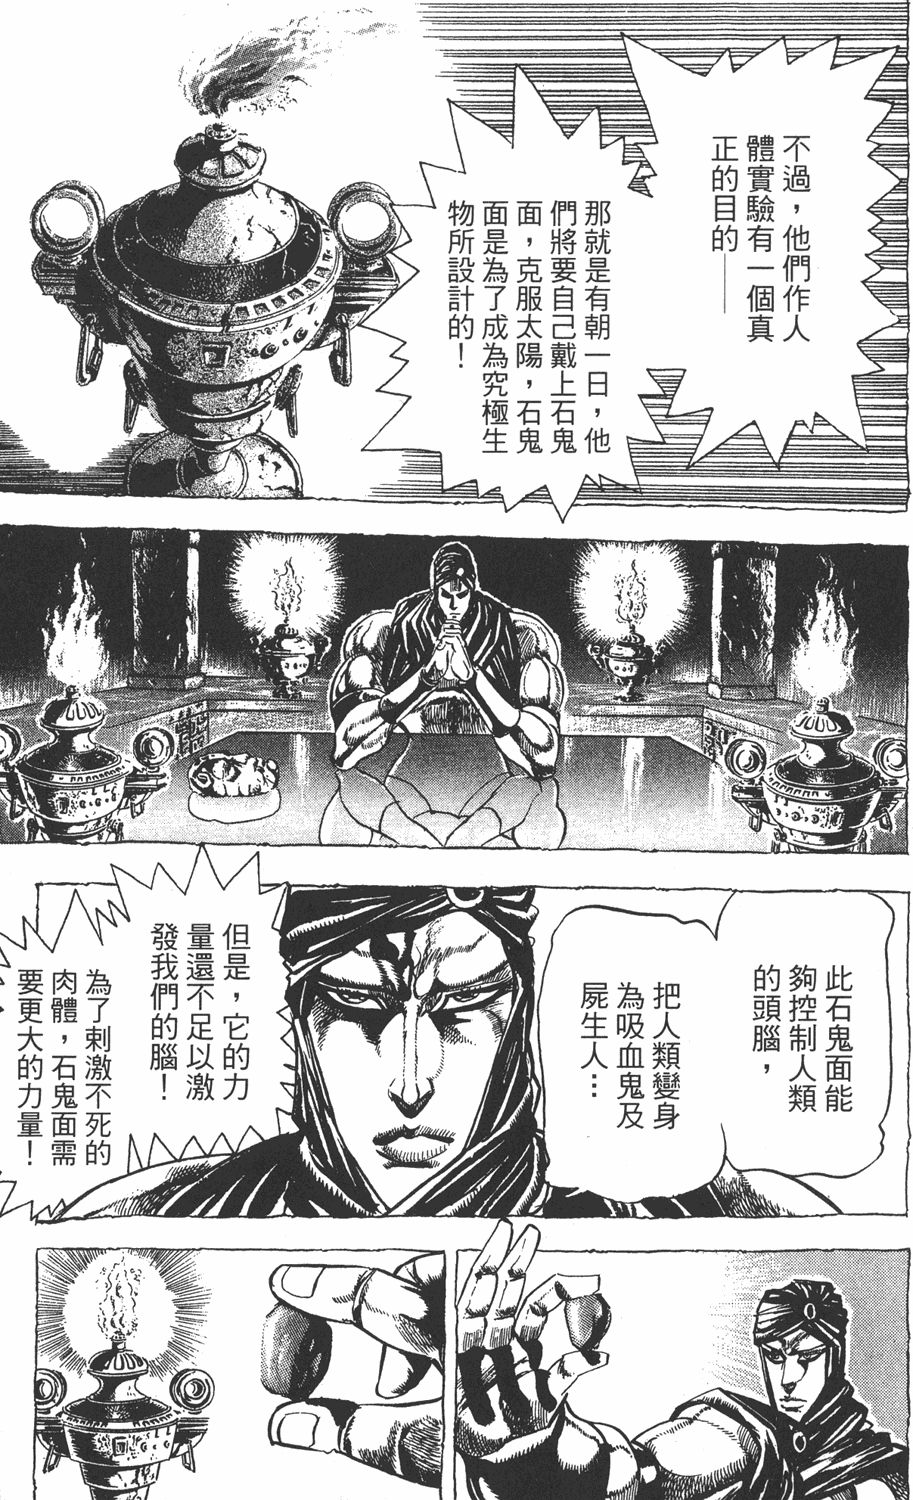 不過，他們作人
體實驗有一個真
正的目的——
那就是有朝一日，他
們將要自己戴上石鬼
面，克服太陽，石鬼
面是為了成為究極生
物所設計的！
此石鬼面能
夠控制人類
的頭腦，
把人類變身
為吸血鬼及
屍生人…
但是，它的力
量還不足以激
發我們的腦！
為了刺激不死的
肉體，石鬼面需
要更大的力量！